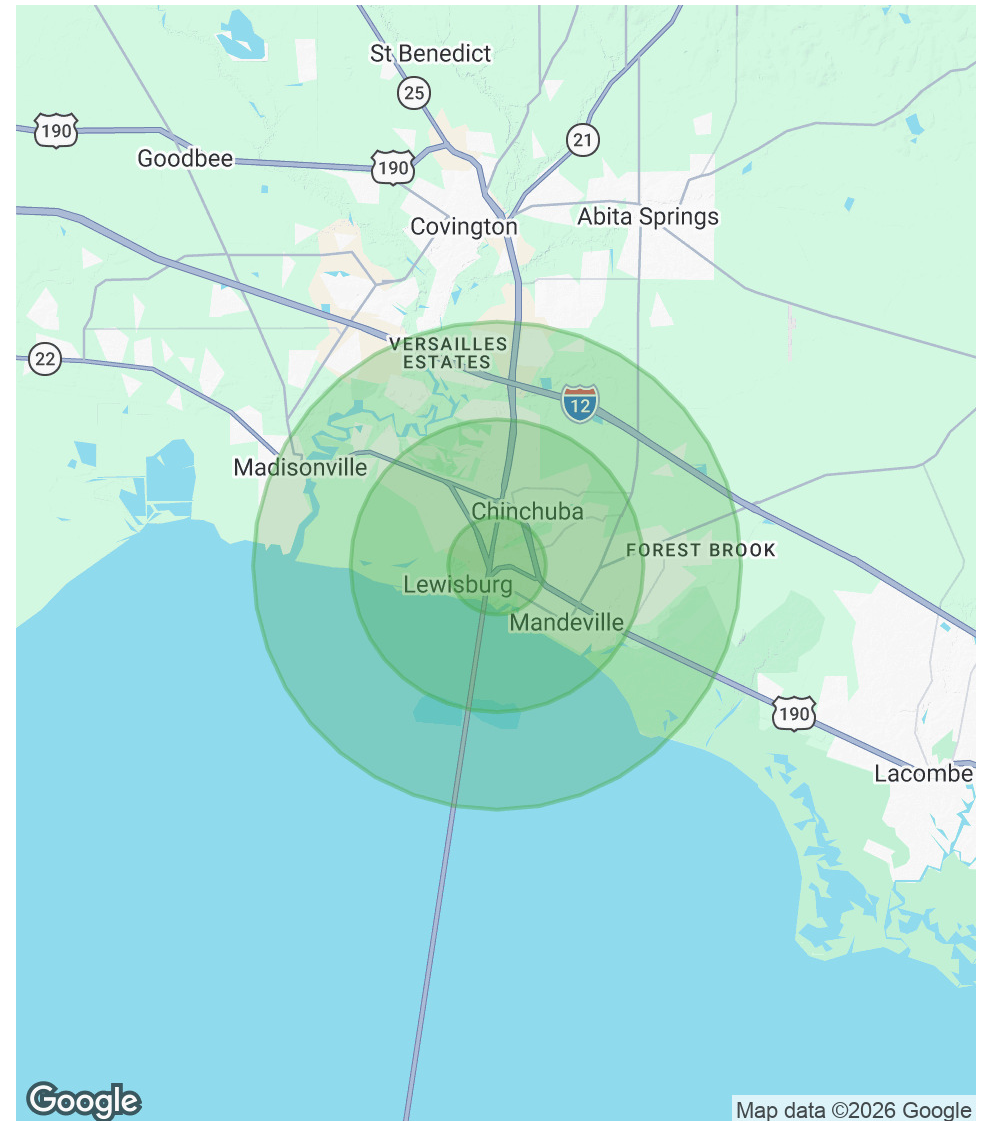 St Benedict
25
190
21
Goodbee
190
Abita Springs
Covington
VERSAILLES
ESTATES
22
12
Madisonville
Chinchuba
FOREST BROOK
Lewisburg
Mandeville
190
Lacombe
Google
Map data ©2026 Google